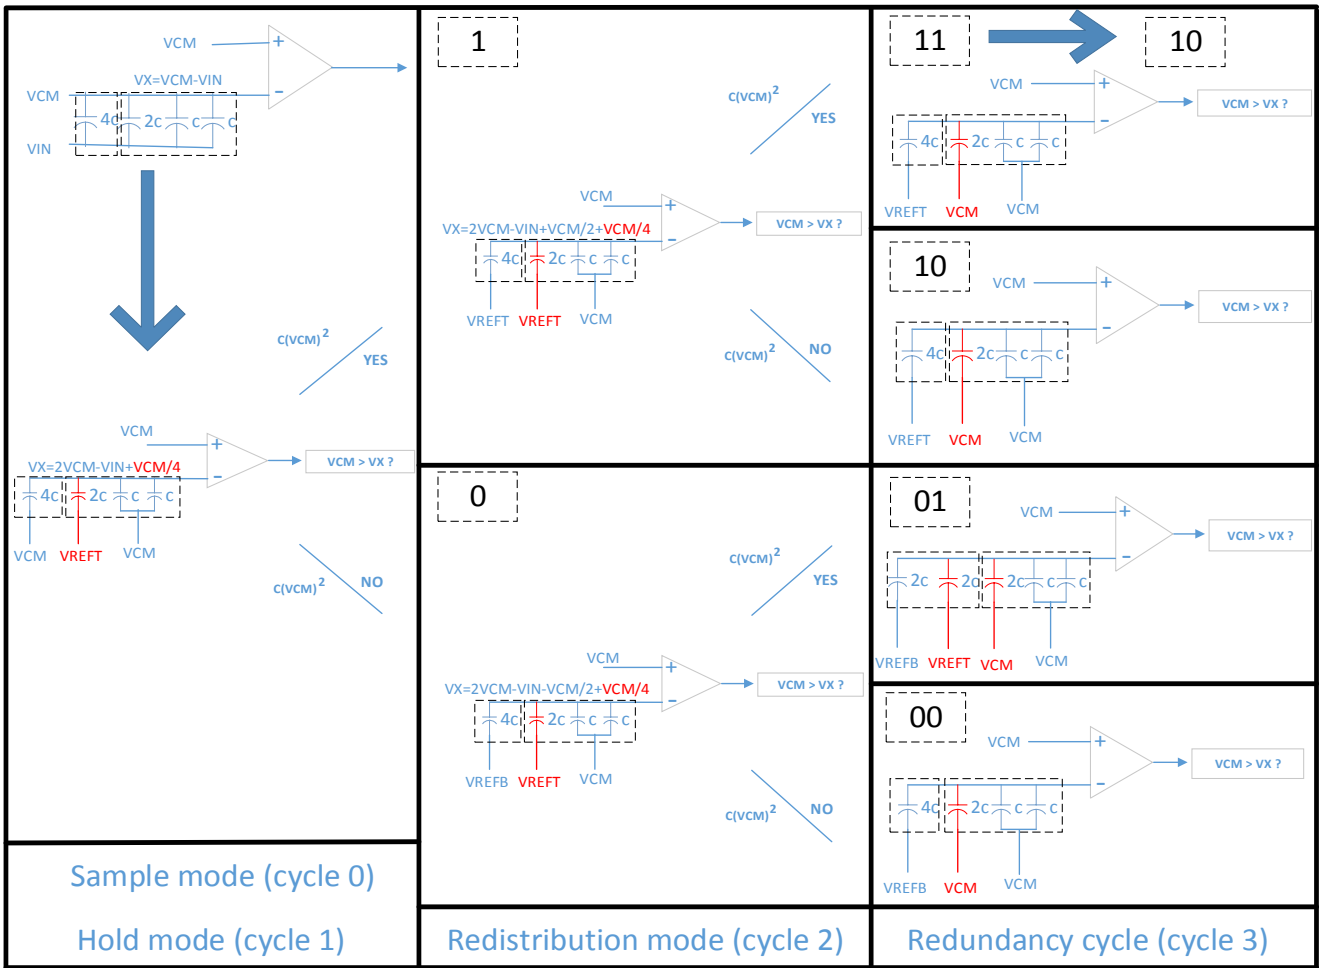 VCM
+
VX=VCM-VIN
VCM
−
4c
2c
c
c
VIN
C(VCM)²
YES
VCM
+
VX=2VCM-VIN+VCM/4
−
VCM > VX ?
4c
2c
c
c
VCM
VREFT
VCM
C(VCM)²
NO
Sample mode (cycle 0)
Hold mode (cycle 1)
1
C(VCM)²
YES
VCM
+
VX=2VCM-VIN+VCM/2+VCM/4
−
VCM > VX ?
4c
2c
c
c
VREFT
VREFT
VCM
C(VCM)²
NO
0
C(VCM)²
YES
VCM
+
VX=2VCM-VIN-VCM/2+VCM/4
−
VCM > VX ?
4c
2c
c
c
VREFB
VREFT
VCM
C(VCM)²
NO
Redistribution mode (cycle 2)
11
10
VCM
+
−
VCM > VX ?
4c
2c
c
c
VREFT
VCM
VCM
10
VCM
+
−
VCM > VX ?
4c
2c
c
c
VREFT
VCM
VCM
01
VCM
+
−
VCM > VX ?
2c
2c
2c
c
c
VREFB
VREFT
VCM
VCM
00
VCM
+
−
VCM > VX ?
4c
2c
c
c
VREFB
VCM
VCM
Redundancy cycle (cycle 3)